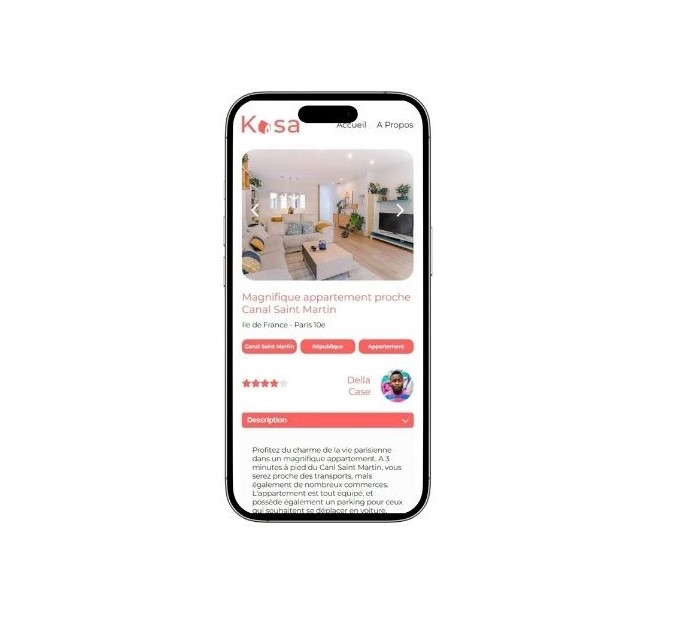 Kasa
Accueil A Propos
Magnifique appartement proche
Canal Saint Martin
Ile de France - Paris 10e
Canal Saint Martin République Appartement
Della
Case
Description
Profitez du charme de la vie parisienne
dans un magnifique appartement. A 3
minutes à pied du Canl Saint Martin, vous
serez proche des transports, mais
également de nombreux commerces.
L'appartement est tout équipé, et
possède également un parking pour ceux
qui souhaitent se déplacer en voiture.